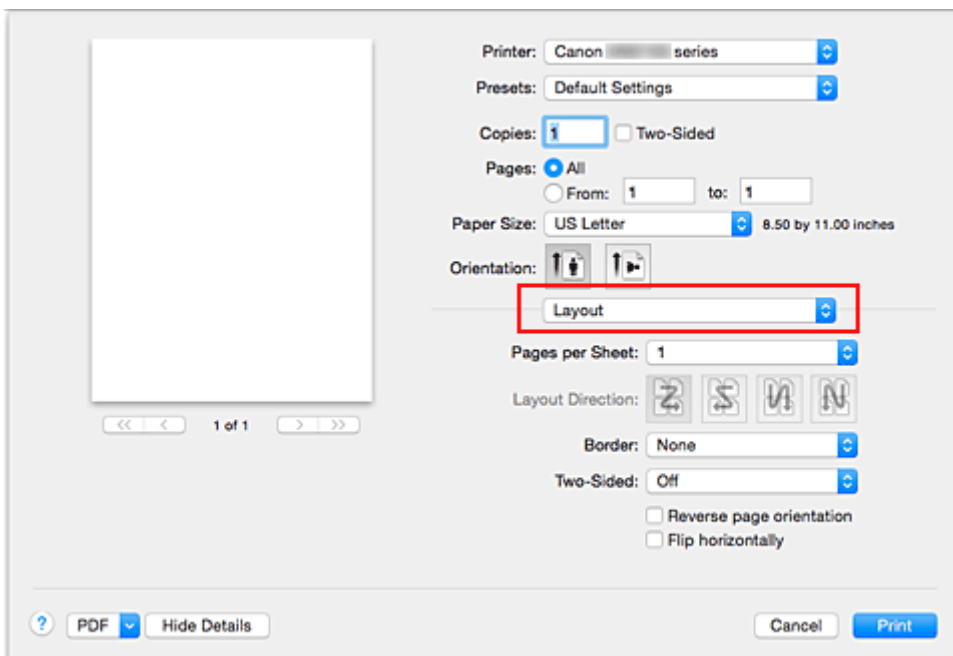 Printer: Canon series
Presets: Default Settings
Copies: 1 Two-Sided
Pages: All
From: 1 to: 1
Paper Size: US Letter 8.50 by 11.00 inches
Orientation:
Layout
Pages per Sheet: 1
Layout Direction:
Border: None
Two-Sided: Off
Reverse page orientation
Flip horizontally
<< < 1 of 1 > >>
? PDF Hide Details Cancel Print